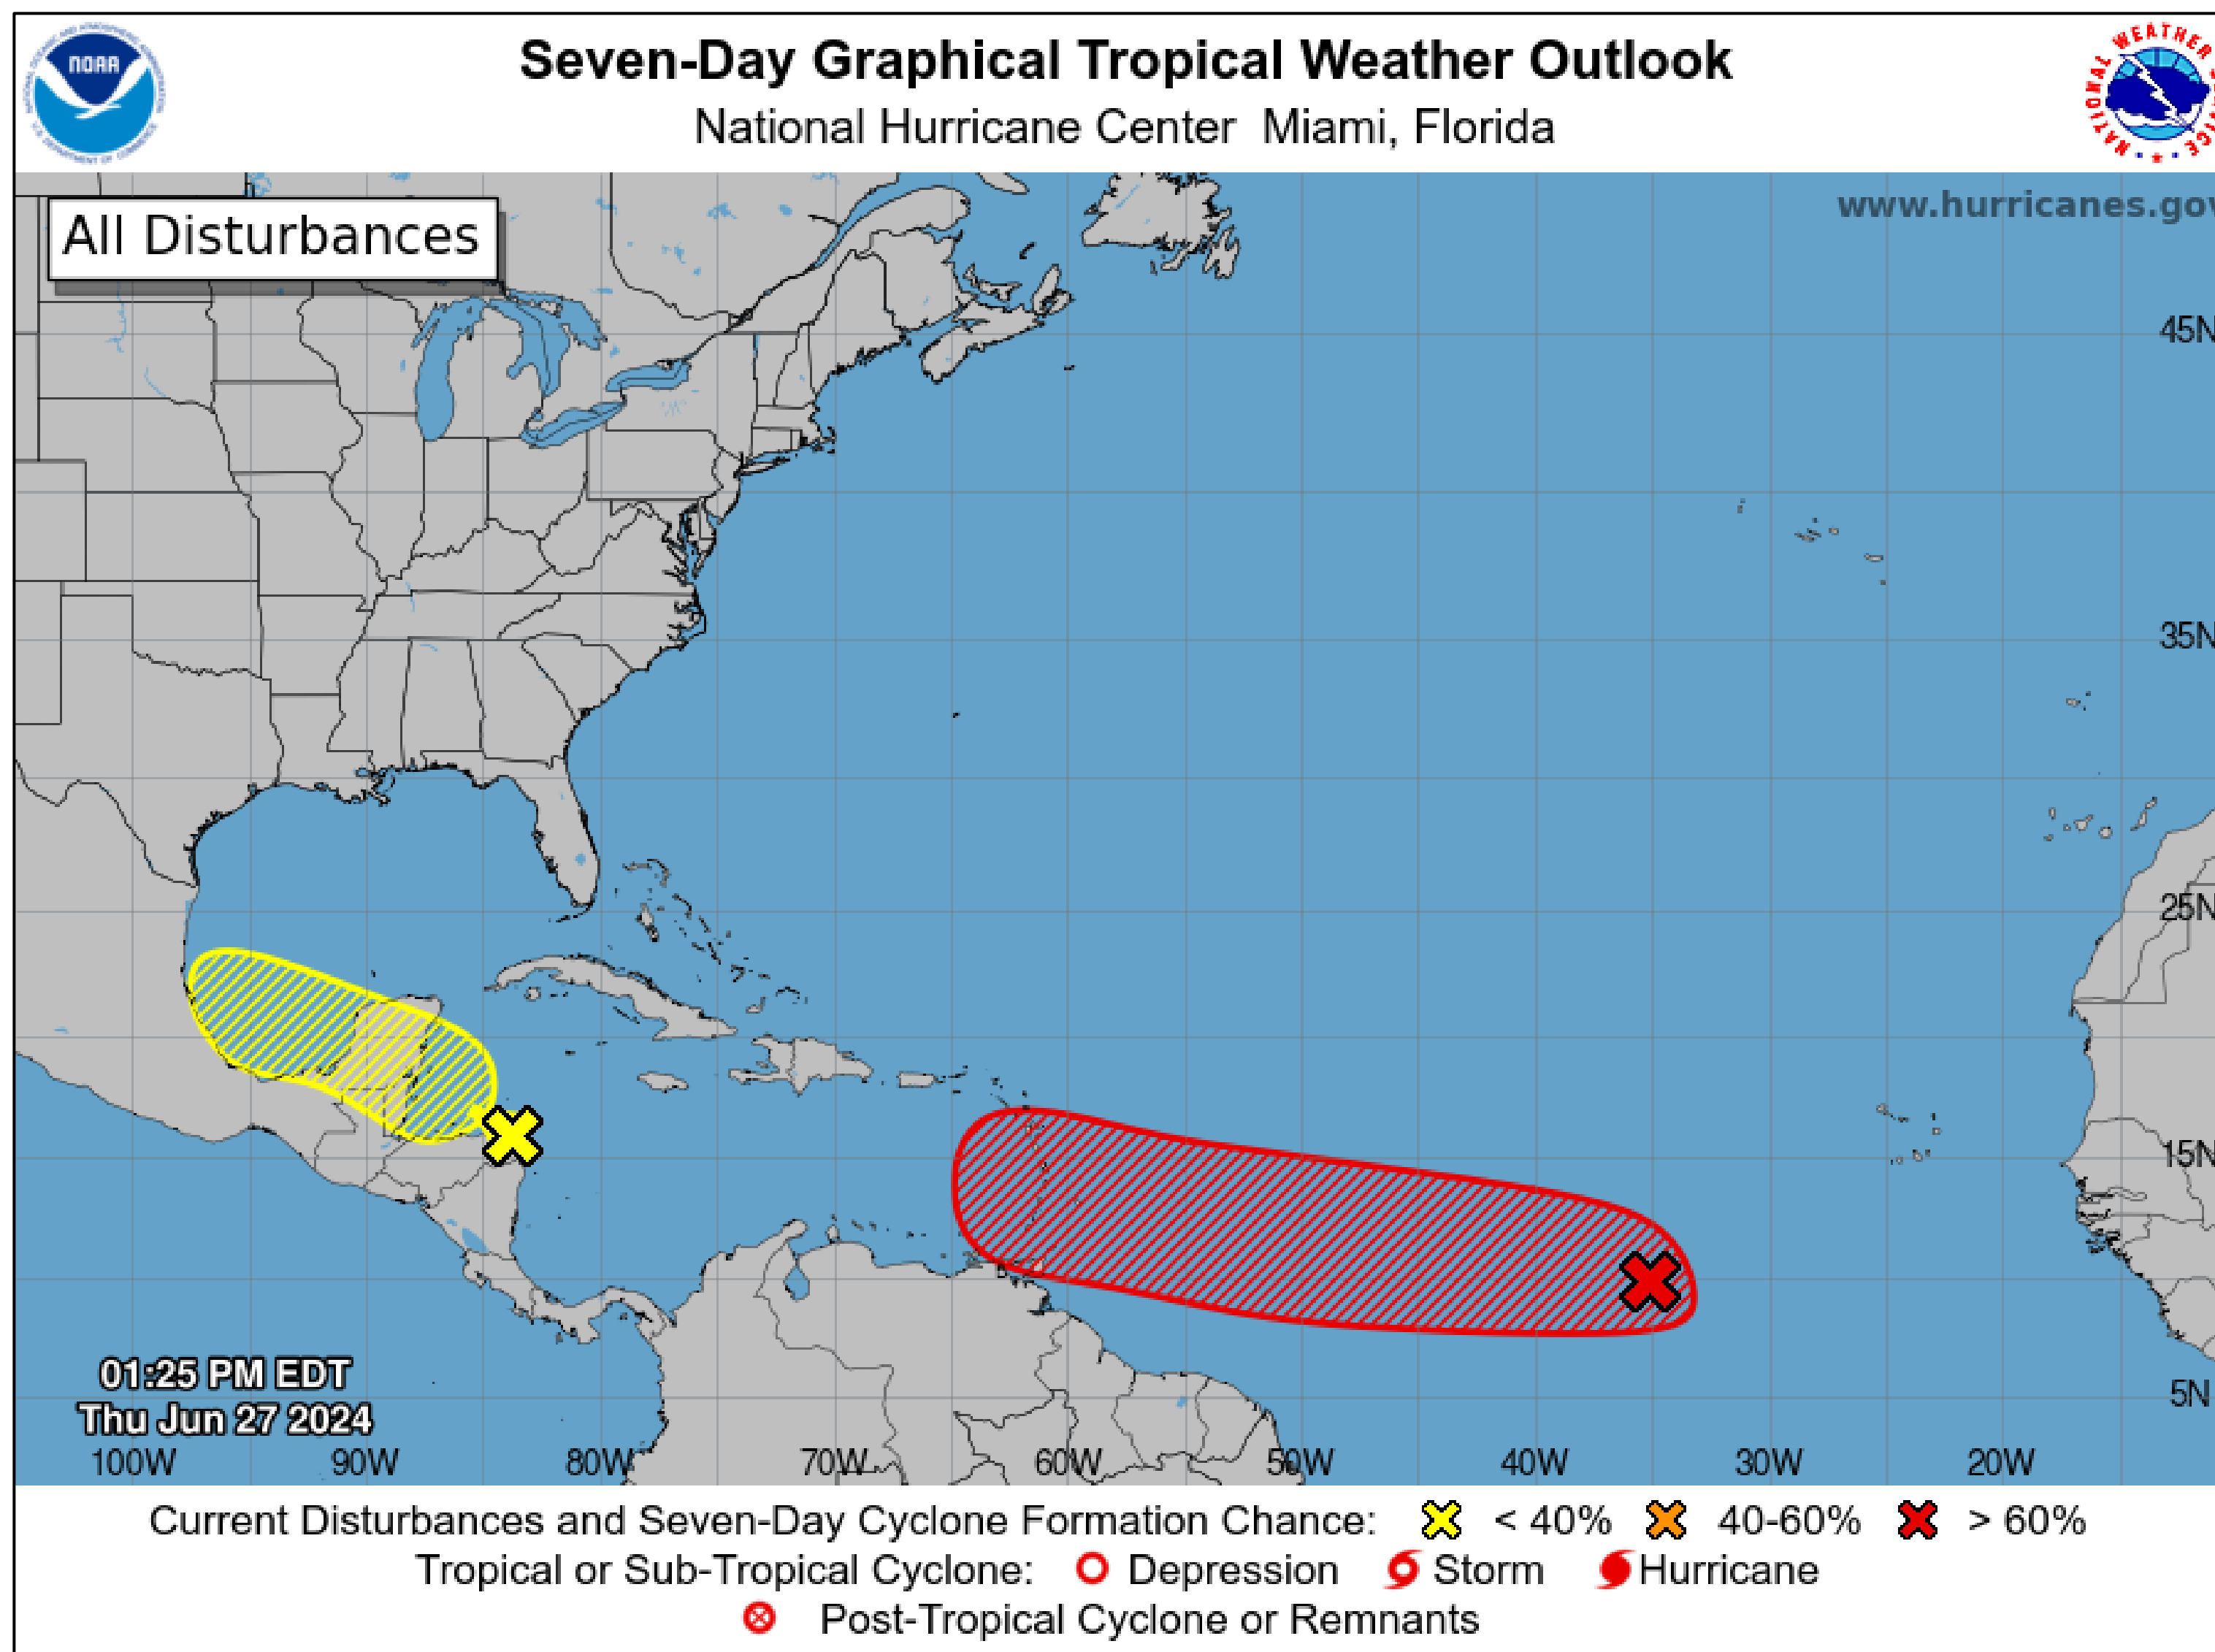 NOAA
Seven-Day Graphical Tropical Weather Outlook
National Hurricane Center Miami, Florida
NATIONAL WEATHER
All Disturbances
www.hurricanes.gov
45N
35N
25N
15N
5N
01:25 PM EDT
Thu Jun 27 2024
100W 90W 80W 70W 60W 50W 40W 30W 20W
Current Disturbances and Seven-Day Cyclone Formation Chance: < 40% 40-60% > 60%
Tropical or Sub-Tropical Cyclone: Depression Storm Hurricane
Post-Tropical Cyclone or Remnants